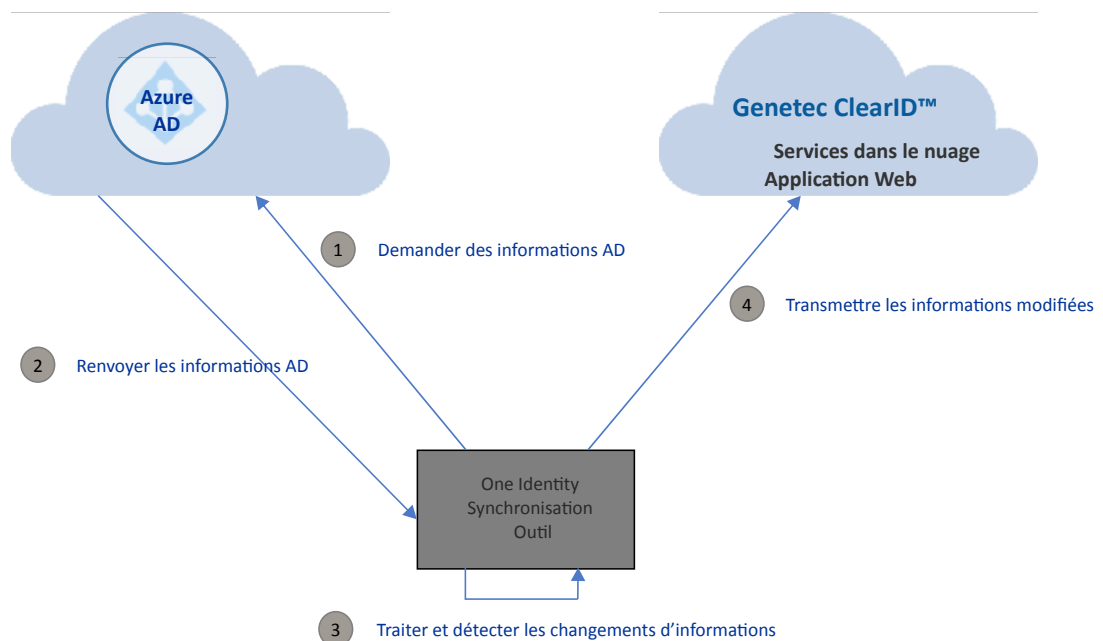 Azure
AD
Genetec ClearID™
Services dans le nuage
Application Web
1 Demander des informations AD
4 Transmettre les informations modifiées
2 Renvoyer les informations AD
One Identity
Synchronisation
Outil
3 Traiter et détecter les changements d’informations